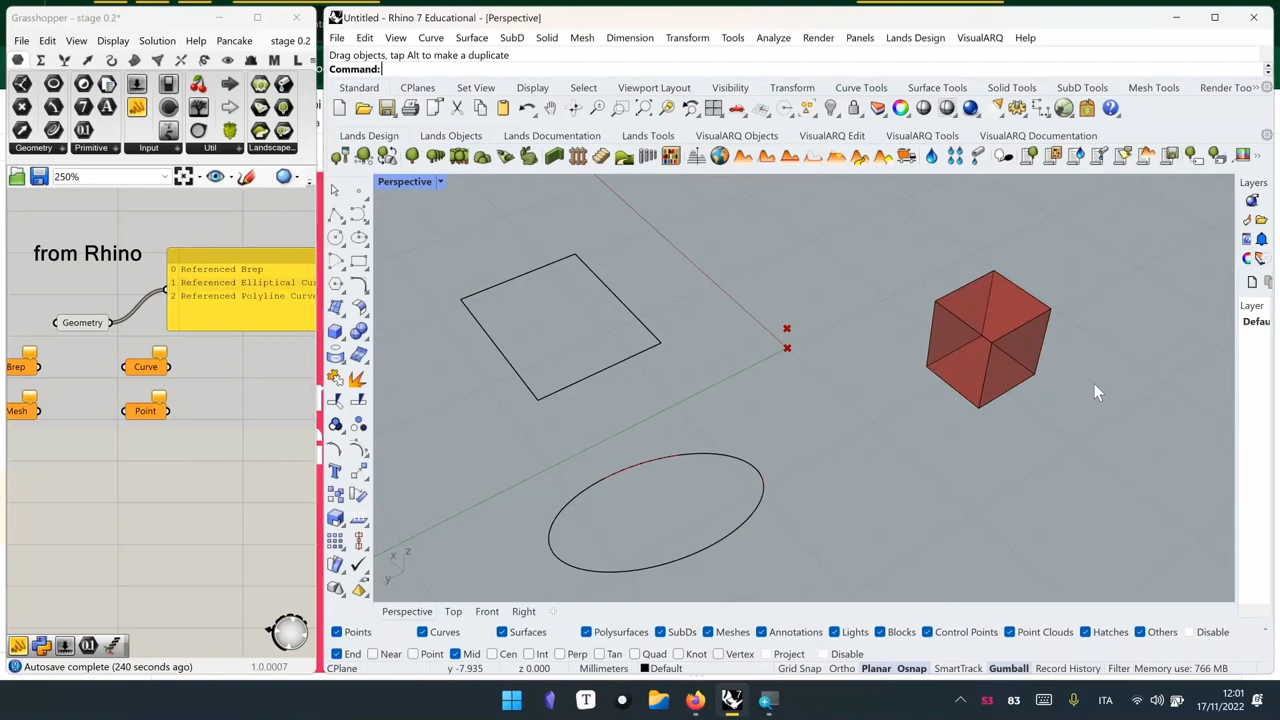 Grasshopper - stage 0.2*
File Edit View Display Solution Help Pancake stage 0.2
Geometry Primitive Input Util Landscape...
250%
from Rhino
0 Referenced Brep
1 Referenced Elliptical Cu
2 Referenced Polyline Curv
Geometry
Brep Curve
Mesh Point
Autosave complete (240 seconds ago) 1.0.0007
Untitled - Rhino 7 Educational - [Perspective]
File Edit View Curve Surface SubD Solid Mesh Dimension Transform Tools Analyze Render Panels Lands Design VisualARQ Help
Drag objects, tap Alt to make a duplicate
Command:
Standard CPlanes Set View Display Select Viewport Layout Visibility Transform Curve Tools Surface Tools Solid Tools SubD Tools Mesh Tools Render Too
Lands Design Lands Objects Lands Documentation Lands Tools VisualARQ Objects VisualARQ Edit VisualARQ Tools VisualARQ Documentation
Perspective
Layers
Layer
Defau
x z
y
Perspective Top Front Right
Points Curves Surfaces Polysurfaces SubDs Meshes Annotations Lights Blocks Control Points Point Clouds Hatches Others Disable
End Near Point Mid Cen Int Perp Tan Quad Knot Vertex Project Disable
CPlane y -7.935 z 0.000 Millimeters Default Grid Snap Ortho Planar Osnap SmartTrack Gumball Record History Filter Memory use: 766 MB
53 83 ITA 12:01
17/11/2022